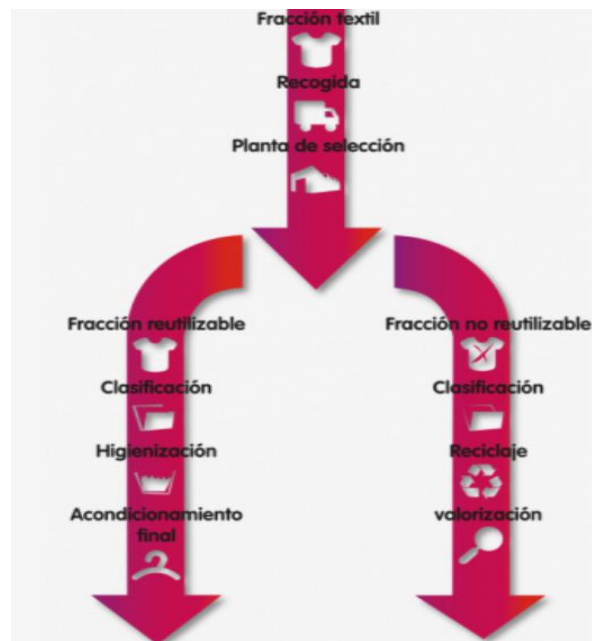 Fracción textil
Recogida
Planta de selección
Fracción reutilizable
Clasificación
Higienización
Acondicionamiento
final
Fracción no reutilizable
Clasificación
Reciclaje
valorización